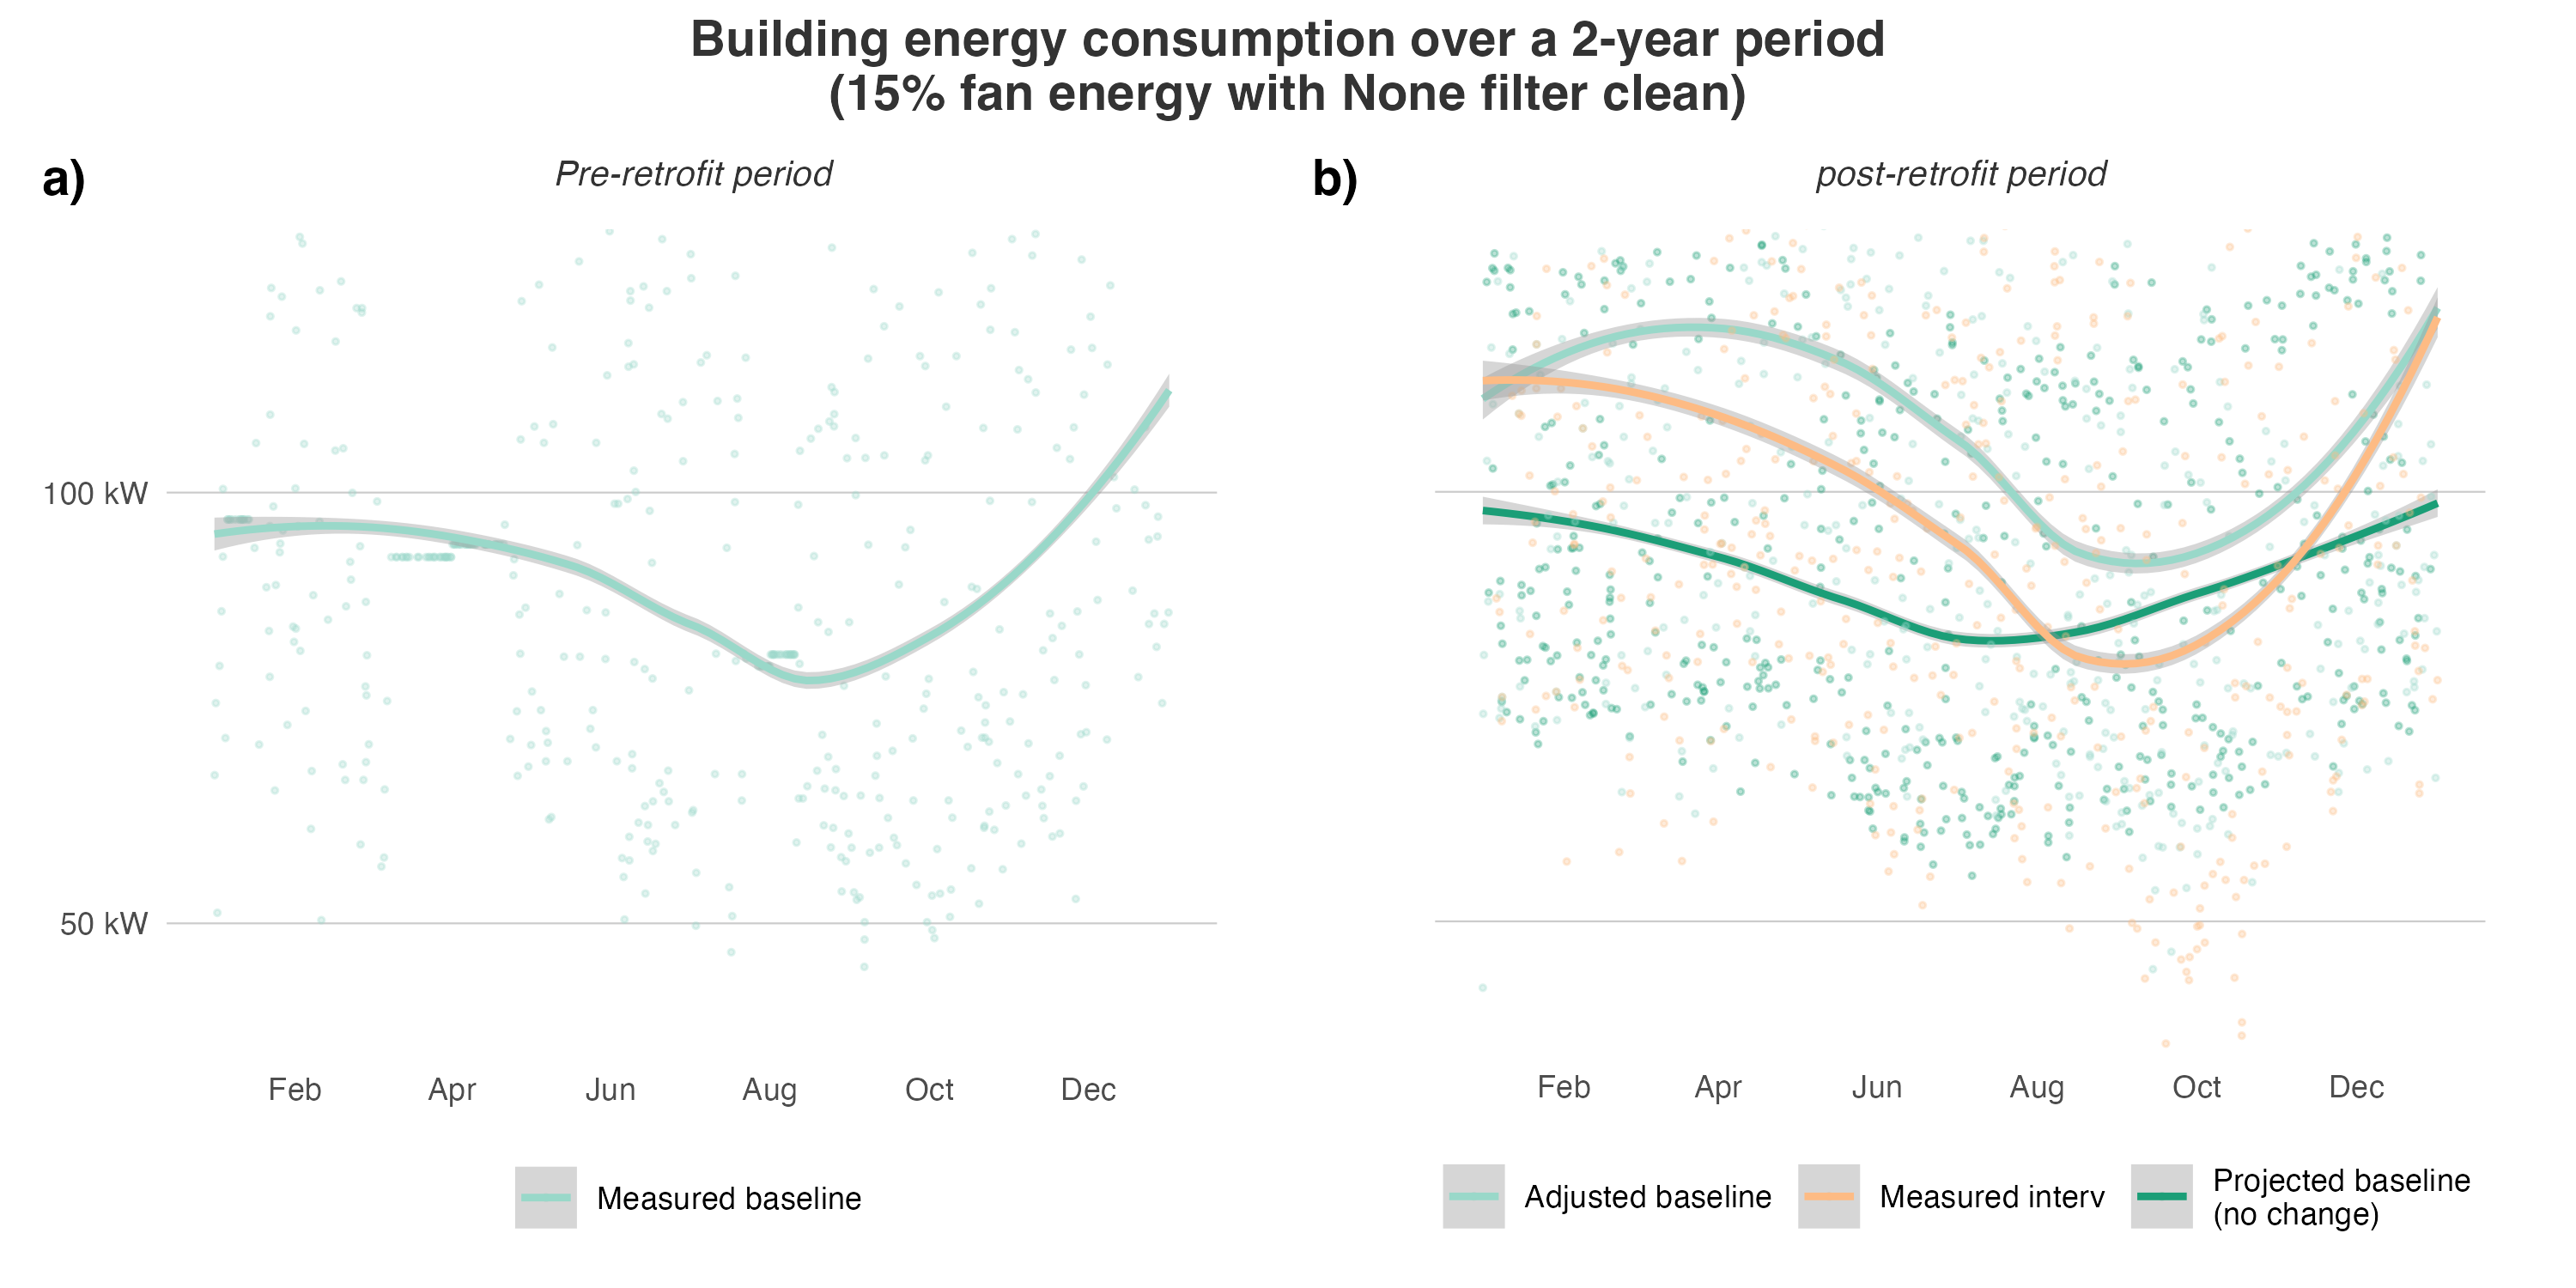 Building energy consumption over a 2-year period
(15% fan energy with None filter clean)
a)
Pre-retrofit period
100 kW
50 kW
Feb Apr Jun Aug Oct Dec
Measured baseline
b)
post-retrofit period
Feb Apr Jun Aug Oct Dec
Adjusted baseline
Measured interv
Projected baseline
(no change)